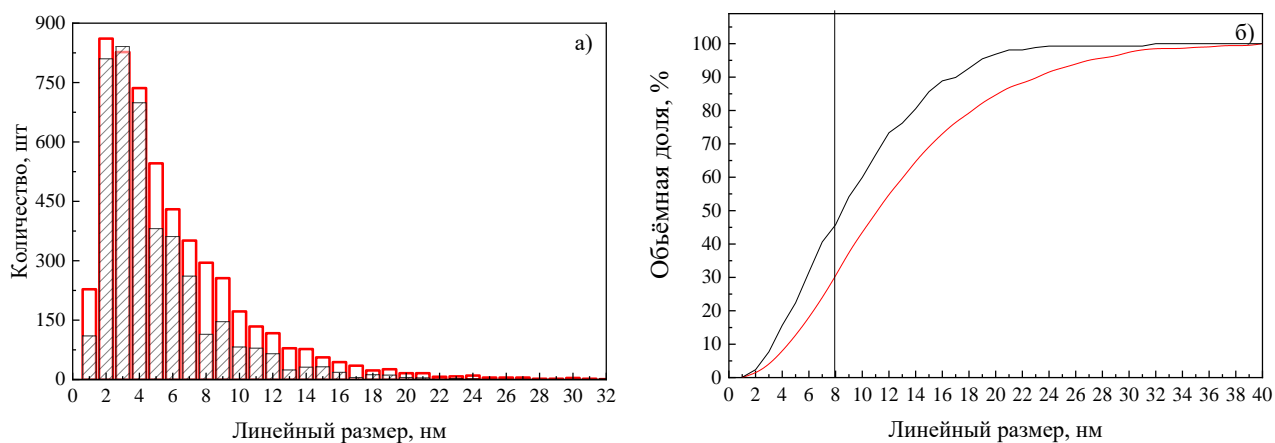 а)
Количество, шт
900
750
600
450
300
150
0
0 2 4 6 8 10 12 14 16 18 20 22 24 26 28 30 32
Линейный размер, нм
б)
Объёмная доля, %
100
90
80
70
60
50
40
30
20
10
0
0 2 4 6 8 10 12 14 16 18 20 22 24 26 28 30 32 34 36 38 40
Линейный размер, нм